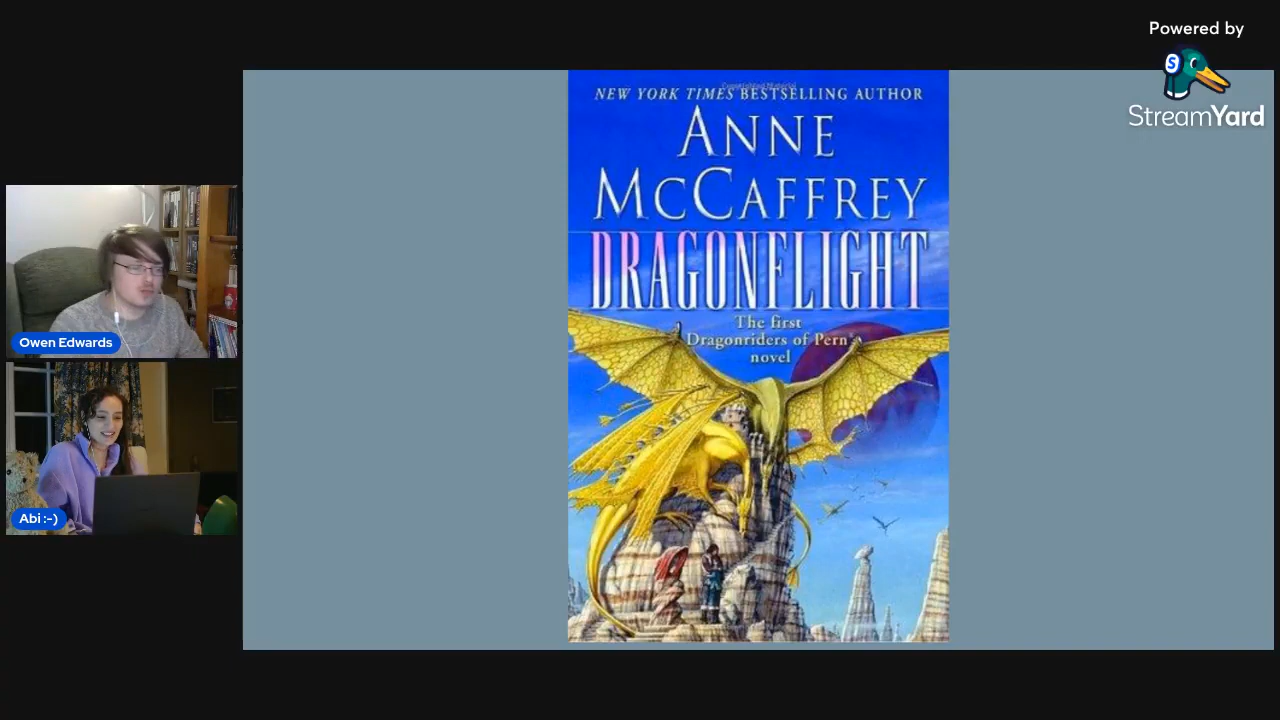 Powered by
StreamYard
NEW YORK TIMES BESTSELLING AUTHOR
ANNE
MCCAFFREY
DRAGONFLIGHT
The first
Dragonriders of Pern
novel
Owen Edwards
Abi :-)